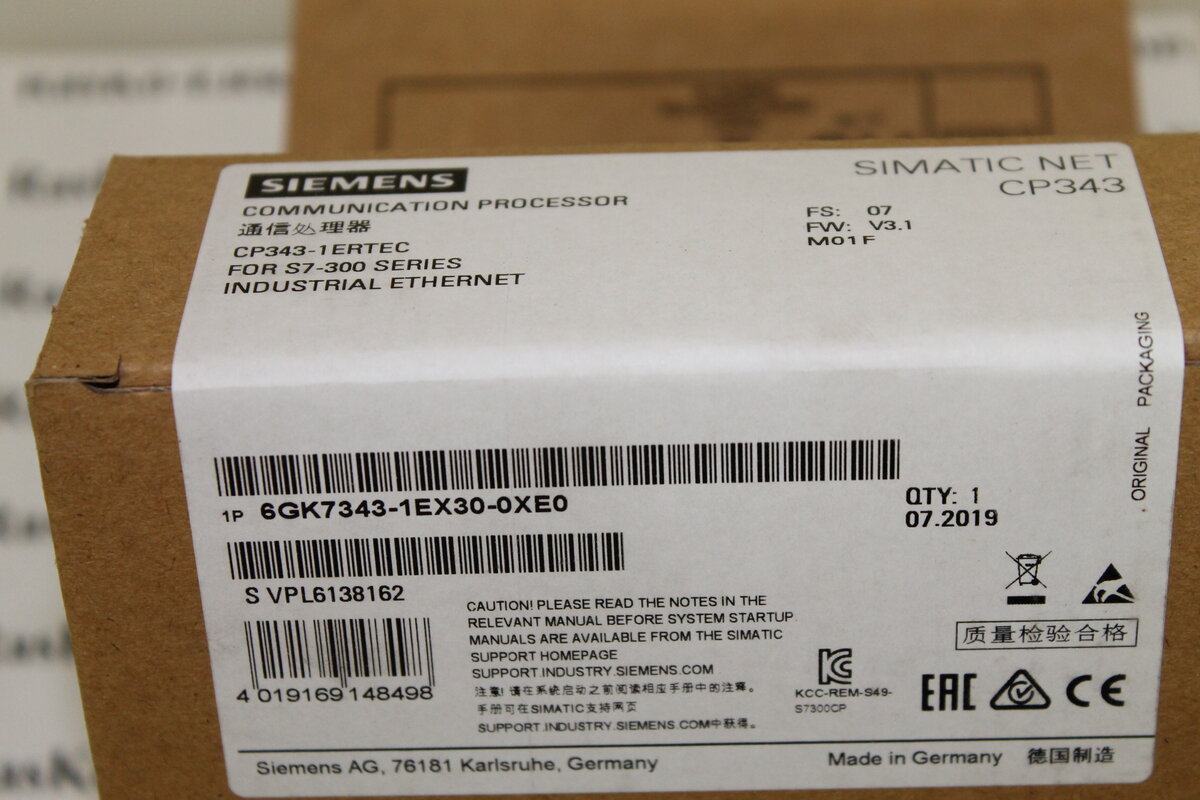 SIEMENS
COMMUNICATION PROCESSOR
通信处理器
CP343-1ERTEC
FOR S7-300 SERIES
INDUSTRIAL ETHERNET
SIMATIC NET
CP343
FS: 07
FW: V3.1
M01F
. ORIGINAL PACKAGING
1P 6GK7343-1EX30-0XE0
QTY: 1
07.2019
S VPL6138162
4 019169 148498
CAUTION! PLEASE READ THE NOTES IN THE
RELEVANT MANUAL BEFORE SYSTEM STARTUP.
MANUALS ARE AVAILABLE FROM THE SIMATIC
SUPPORT HOMEPAGE
SUPPORT.INDUSTRY.SIEMENS.COM
注意! 请在系统启动之前阅读相应手册中的注意。
手册可在SIMATIC支持网页
SUPPORT.INDUSTRY.SIEMENS.COM中获得。
质量检验合格
KC
KCC-REM-S49-
S7300CP
EAC
CE
Siemens AG, 76181 Karlsruhe, Germany
Made in Germany 德国制造